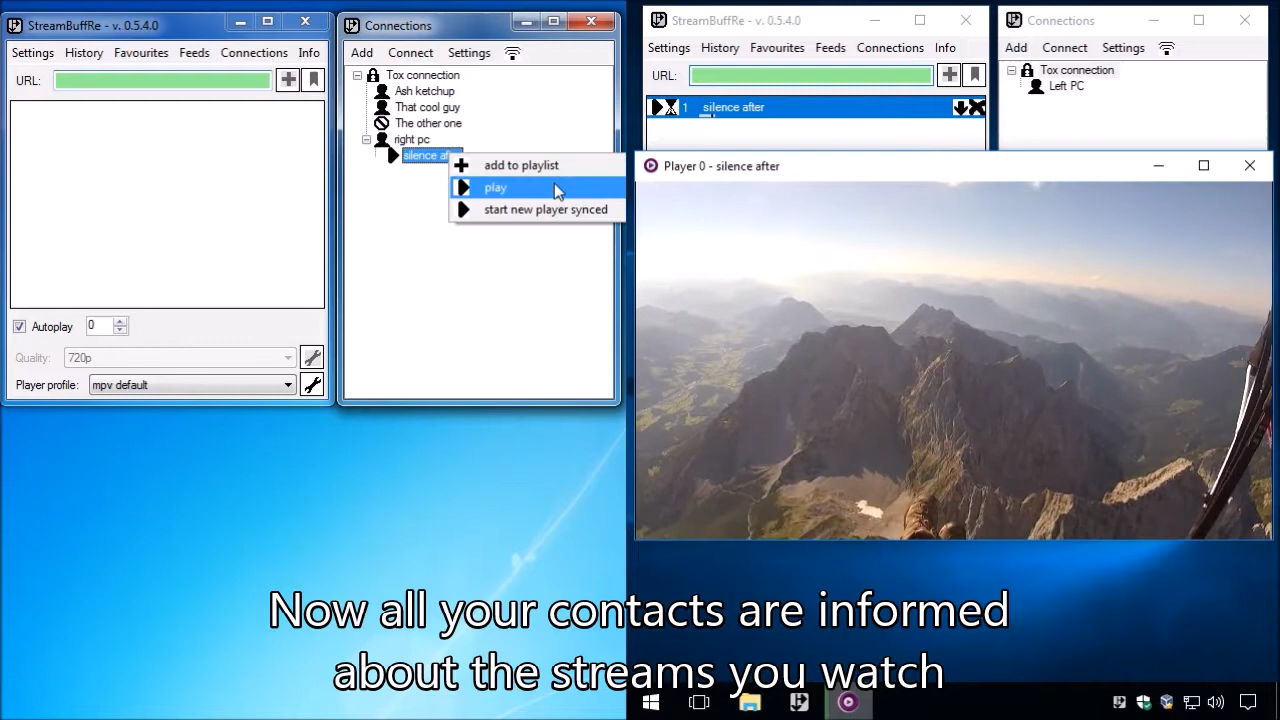 StreamBuffRe - v. 0.5.4.0
Settings History Favourites Feeds Connections Info
URL:
Autoplay 0
Quality: 720p
Player profile: mpv default
Connections
Add Connect Settings
Tox connection
Ash ketchup
That cool guy
The other one
right pc
silence af
add to playlist
play
start new player synced
StreamBuffRe - v. 0.5.4.0
Settings History Favourites Feeds Connections Info
URL:
1 silence after
Connections
Add Connect Settings
Tox connection
Left PC
Player 0 - silence after
Now all your contacts are informed
about the streams you watch